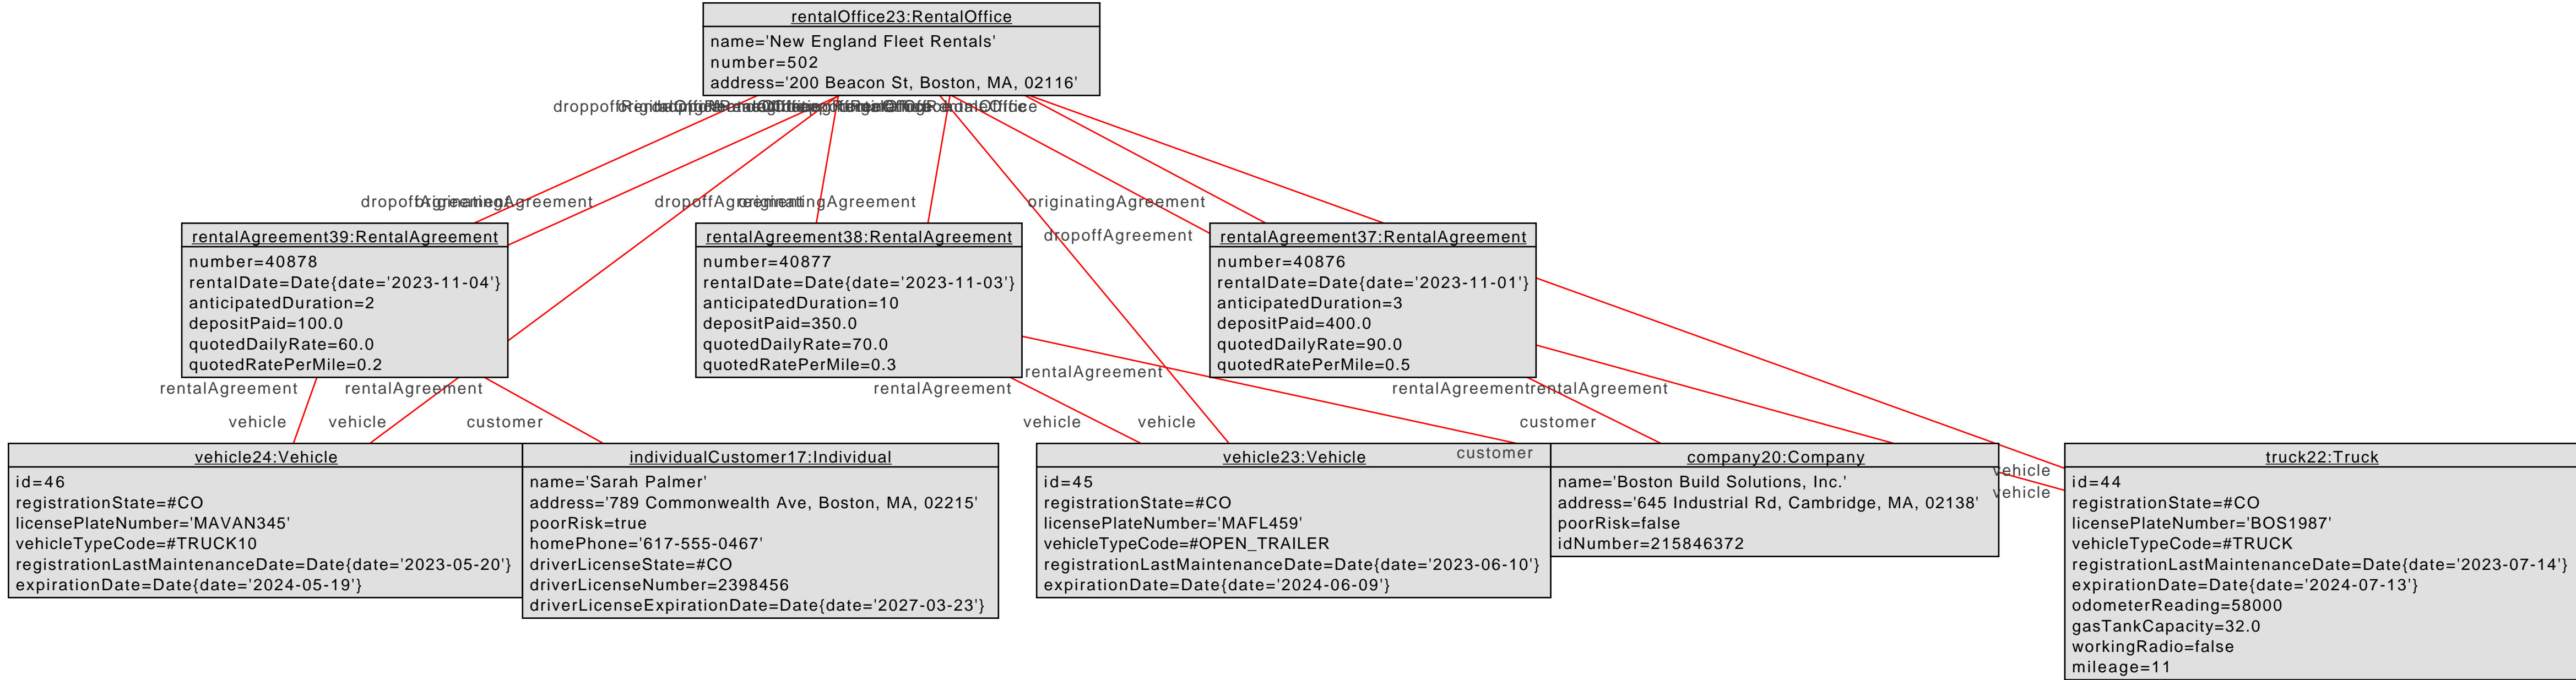 rentalOffice23:RentalOffice
name='New England Fleet Rentals'
number=502
address='200 Beacon St, Boston, MA, 02116'
dropoffAgreement
originatingAgreement
dropoffAgreement
originatingAgreement
originatingAgreement
dropoffAgreement
rentalAgreement39:RentalAgreement
number=40878
rentalDate=Date{date='2023-11-04'}
anticipatedDuration=2
depositPaid=100.0
quotedDailyRate=60.0
quotedRatePerMile=0.2
rentalAgreement38:RentalAgreement
number=40877
rentalDate=Date{date='2023-11-03'}
anticipatedDuration=10
depositPaid=350.0
quotedDailyRate=70.0
quotedRatePerMile=0.3
rentalAgreement37:RentalAgreement
number=40876
rentalDate=Date{date='2023-11-01'}
anticipatedDuration=3
depositPaid=400.0
quotedDailyRate=90.0
quotedRatePerMile=0.5
rentalAgreement
rentalAgreement
rentalAgreement
rentalAgreement
rentalAgreement
rentalAgreement
vehicle
vehicle
customer
vehicle
vehicle
customer
customer
vehicle
vehicle
vehicle24:Vehicle
id=46
registrationState=#CO
licensePlateNumber='MAVAN345'
vehicleTypeCode=#TRUCK10
registrationLastMaintenanceDate=Date{date='2023-05-20'}
expirationDate=Date{date='2024-05-19'}
individualCustomer17:Individual
name='Sarah Palmer'
address='789 Commonwealth Ave, Boston, MA, 02215'
poorRisk=true
homePhone='617-555-0467'
driverLicenseState=#CO
driverLicenseNumber=2398456
driverLicenseExpirationDate=Date{date='2027-03-23'}
vehicle23:Vehicle
id=45
registrationState=#CO
licensePlateNumber='MAFL459'
vehicleTypeCode=#OPEN_TRAILER
registrationLastMaintenanceDate=Date{date='2023-06-10'}
expirationDate=Date{date='2024-06-09'}
company20:Company
name='Boston Build Solutions, Inc.'
address='645 Industrial Rd, Cambridge, MA, 02138'
poorRisk=false
idNumber=215846372
truck22:Truck
id=44
registrationState=#CO
licensePlateNumber='BOS1987'
vehicleTypeCode=#TRUCK
registrationLastMaintenanceDate=Date{date='2023-07-14'}
expirationDate=Date{date='2024-07-13'}
odometerReading=58000
gasTankCapacity=32.0
workingRadio=false
mileage=11